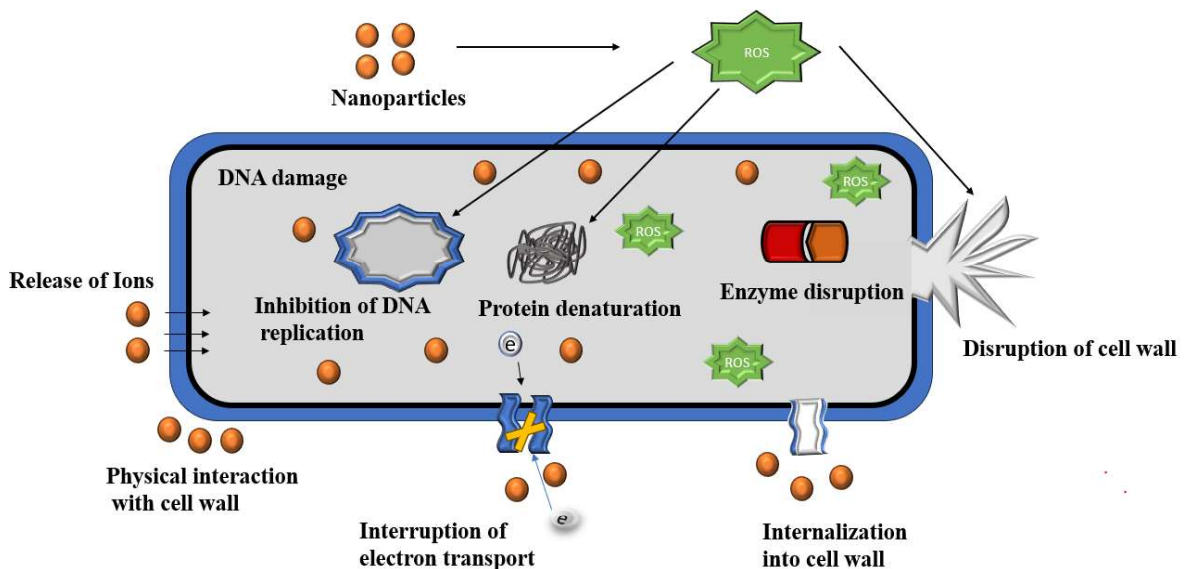 ROS
Nanoparticles
DNA damage
ROS
ROS
Release of Ions
Inhibition of DNA
replication
Protein denaturation
Enzyme disruption
e
ROS
Disruption of cell wall
Physical interaction
with cell wall
e
Interruption of
electron transport
Internalization
into cell wall